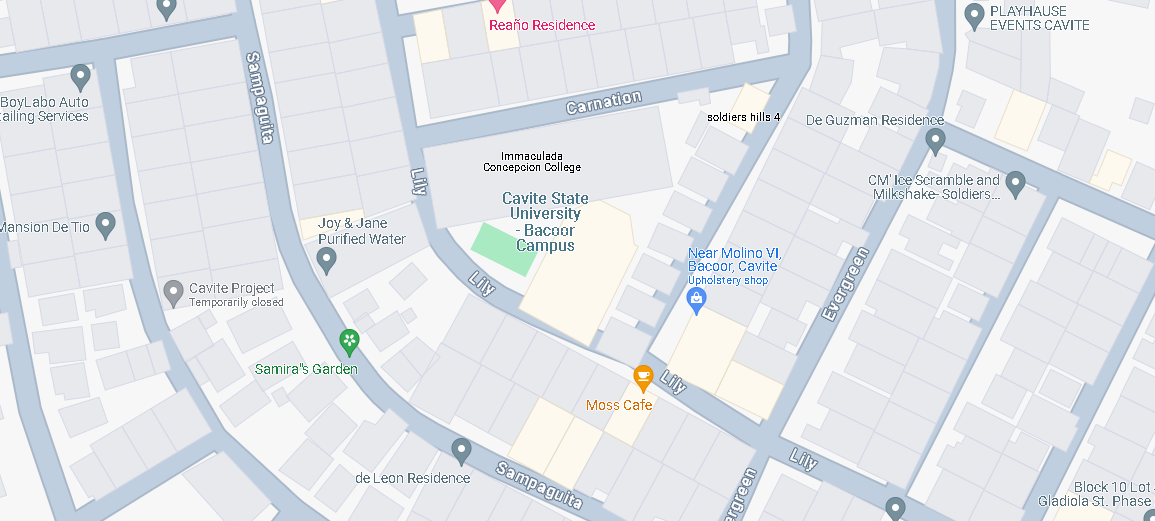 PLAYHAUSE
EVENTS CAVITE
Reaño Residence
Sampaguita
BoyLabo Auto
ailing Services
Carnation
soldiers hills 4
De Guzman Residence
Immaculada
Concepcion College
Lily
CM' Ice Scramble and
Milkshake- Soldiers...
Cavite State
University
- Bacoor
Campus
Mansion De Tio
Joy & Jane
Purified Water
Near Molino VI,
Bacoor, Cavite
Upholstery shop
Lily
Cavite Project
Temporarily closed
Evergreen
Samira"s Garden
Lily
Moss Cafe
Lily
de Leon Residence
Sampaguita
ergreen
Block 10 Lot
Gladiola St. Phase